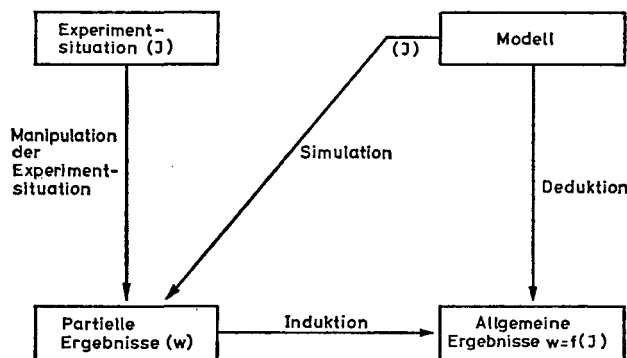 Experiment-
situation (J)
Modell
(J)
Manipulation
der
Experiment-
situation
Simulation
Deduktion
Partielle
Ergebnisse (w)
Induktion
Allgemeine
Ergebnisse w=f(J)